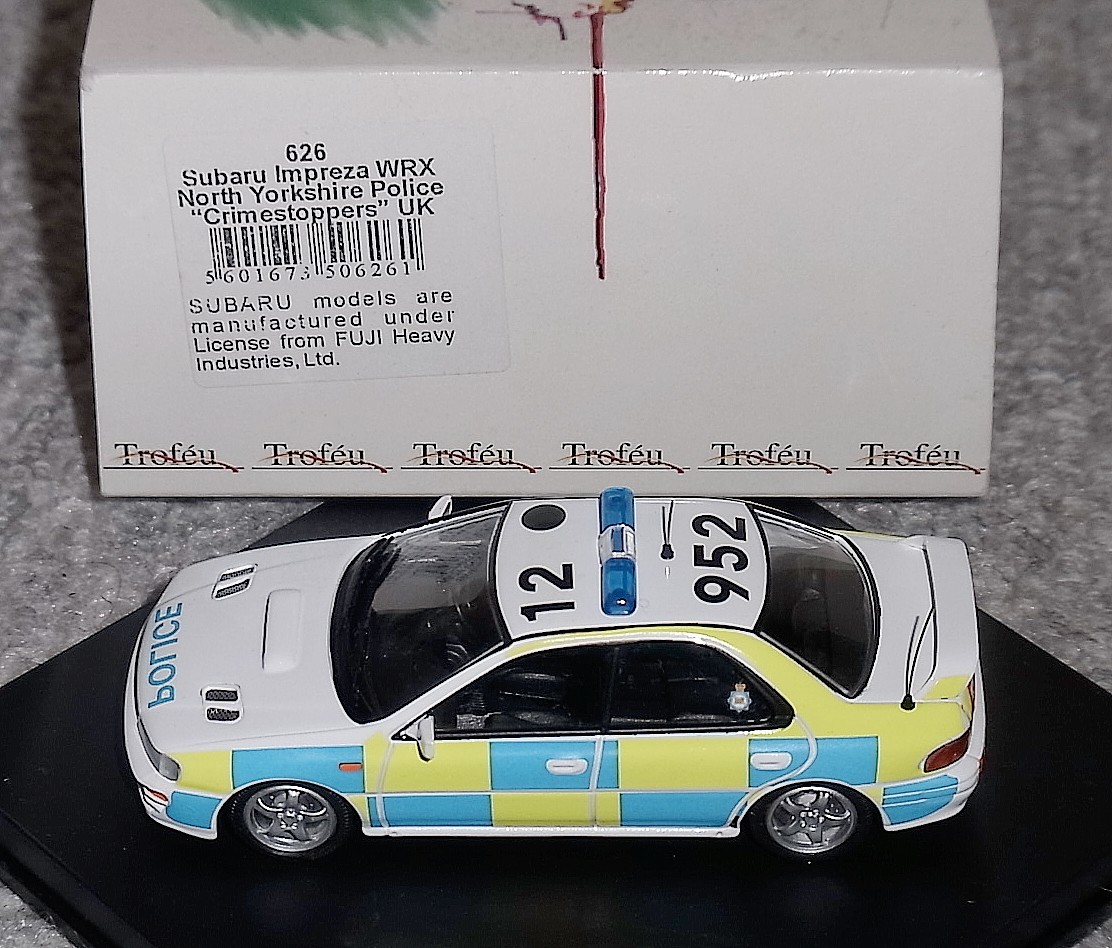 626
Subaru Impreza WRX
North Yorkshire Police
“Crimestoppers” UK
5 601673 506261
SUBARU models are
manufactured under
License from FUJI Heavy
Industries, Ltd.
Troféu Troféu Troféu Troféu Troféu Troféu
12
952
POLICE